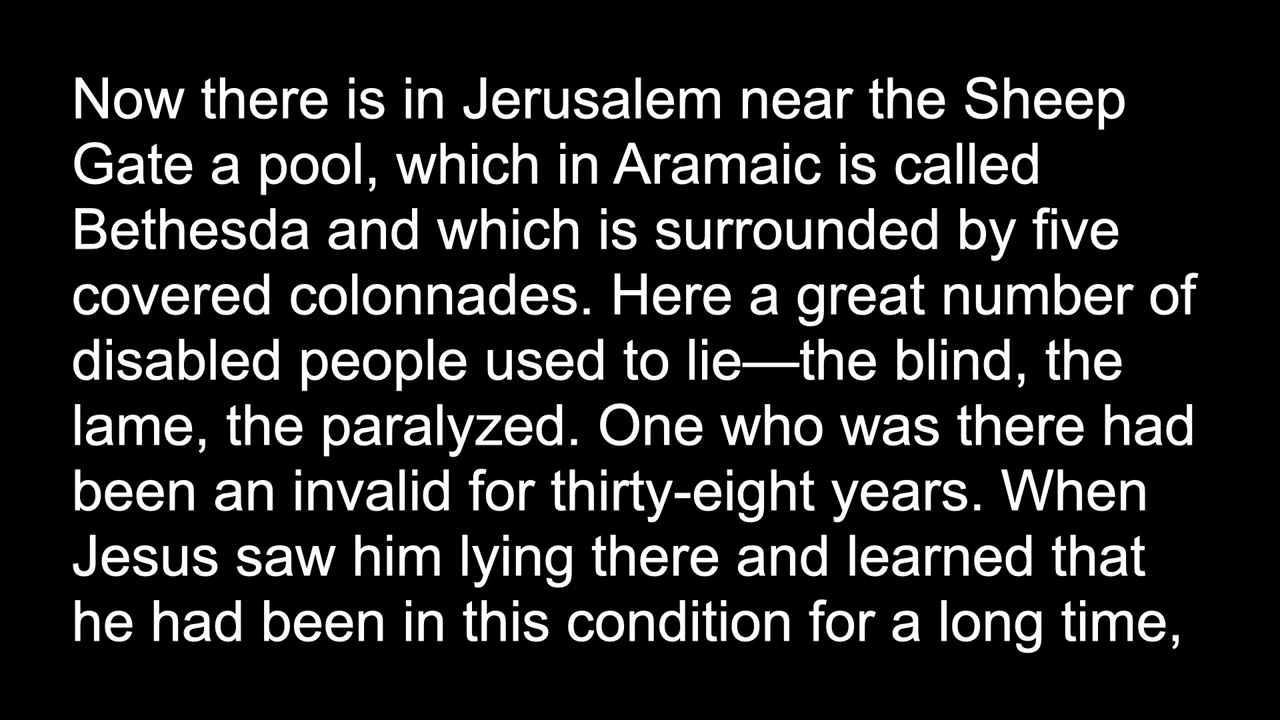 Now there is in Jerusalem near the Sheep
Gate a pool, which in Aramaic is called
Bethesda and which is surrounded by five
covered colonnades. Here a great number of
disabled people used to lie—the blind, the
lame, the paralyzed. One who was there had
been an invalid for thirty-eight years. When
Jesus saw him lying there and learned that
he had been in this condition for a long time,